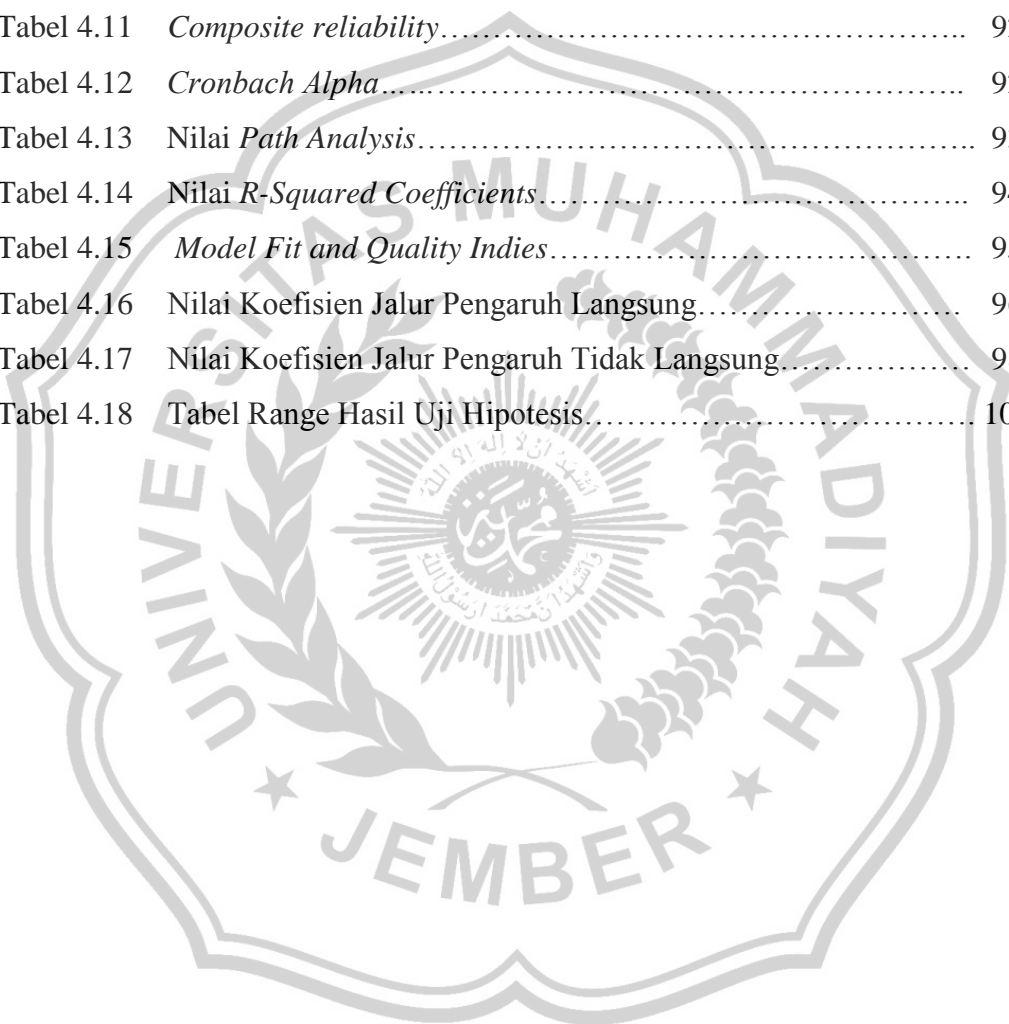 Tabel 4.11 Composite reliability…………………………………………….. 9
Tabel 4.12 Cronbach Alpha…..…………………………………………….. 9
Tabel 4.13 Nilai Path Analysis……………………………………………….. 9
Tabel 4.14 Nilai R-Squared Coefficients…………………………………….. 9
Tabel 4.15 Model Fit and Quality Indies……………………………………. 9
Tabel 4.16 Nilai Koefisien Jalur Pengaruh Langsung……………………. 9
Tabel 4.17 Nilai Koefisien Jalur Pengaruh Tidak Langsung……………… 9
Tabel 4.18 Tabel Range Hasil Uji Hipotesis……………………………….. 10
UNIVERSITAS MUHAMMADIYAH
JEMBER